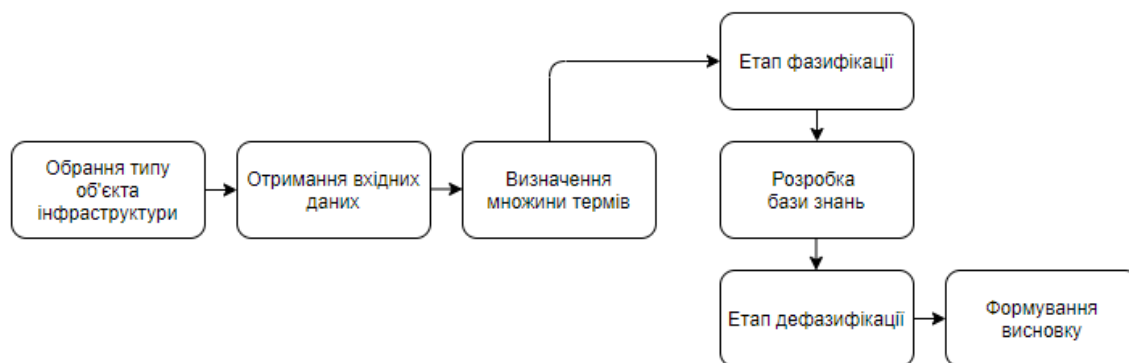 Обрання типу
об'єкта
інфраструктури
Отримання вхідних
даних
Визначення
множини термів
Етап фазифікації
Розробка
бази знань
Етап дефазифікації
Формування
висновку